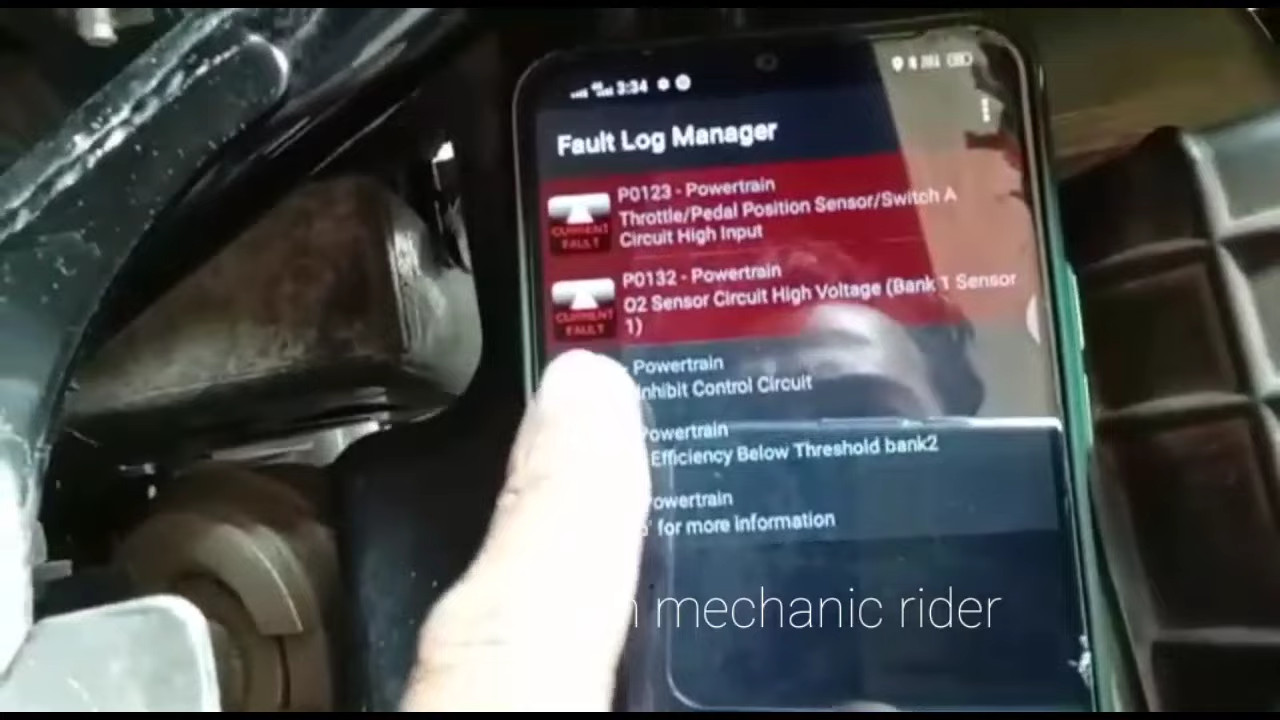 3:34
Fault Log Manager
P0123 - Powertrain
Throttle/Pedal Position Sensor/Switch A
Circuit High Input
CURRENT
FAULT
P0132 - Powertrain
O2 Sensor Circuit High Voltage (Bank 1 Sensor
1)
CURRENT
FAULT
Powertrain
Inhibit Control Circuit
Powertrain
Efficiency Below Threshold bank2
Powertrain
for more information
mechanic rider